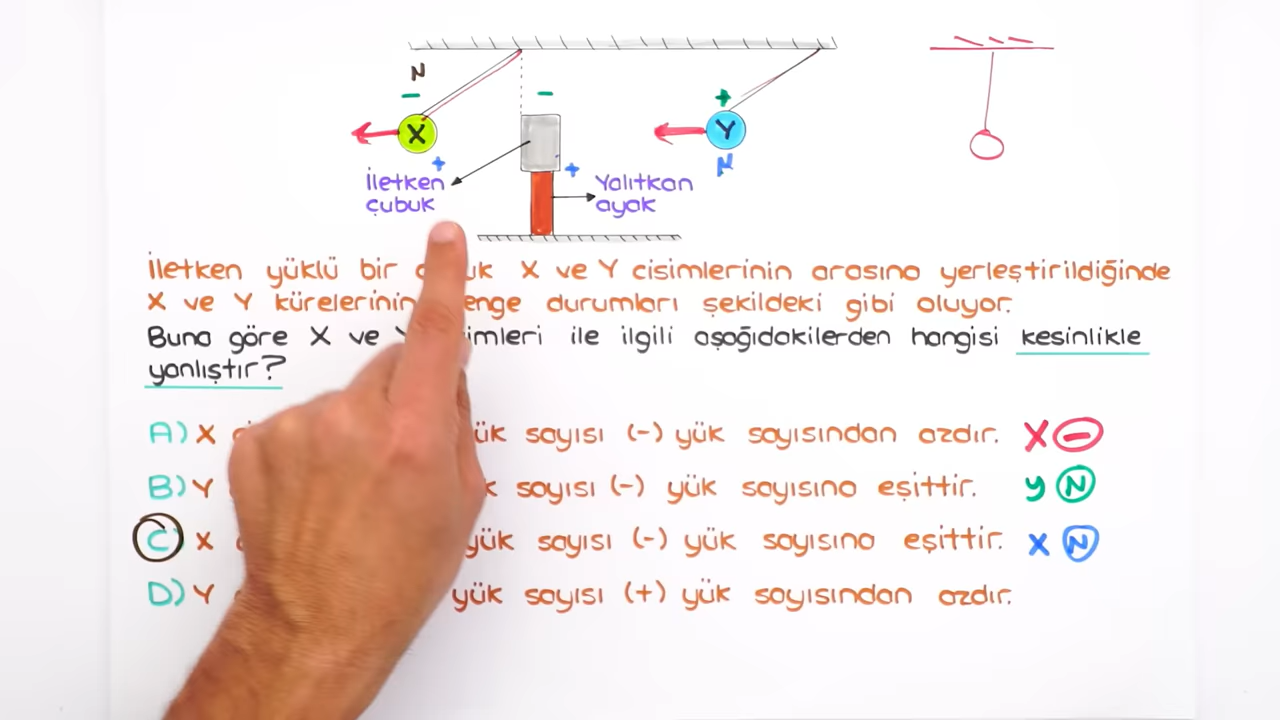 N
- - +
X Y
+ + N
İletken Yalıtkan
çubuk ayak
İletken yüklü bir X ve Y cisimlerinin arasına yerleştirildiğinde
X ve Y kürelerinin denge durumları şekildeki gibi oluyor.
Buna göre X ve Y cisimleri ile ilgili aşağıdakilerden hangisi kesinlikle
yanlıştır?
A) X yük sayısı (-) yük sayısından azdır. X -
B) Y sayısı (-) yük sayısına eşittir. y N
C) X yük sayısı (-) yük sayısına eşittir. X N
D) Y yük sayısı (+) yük sayısından azdır.